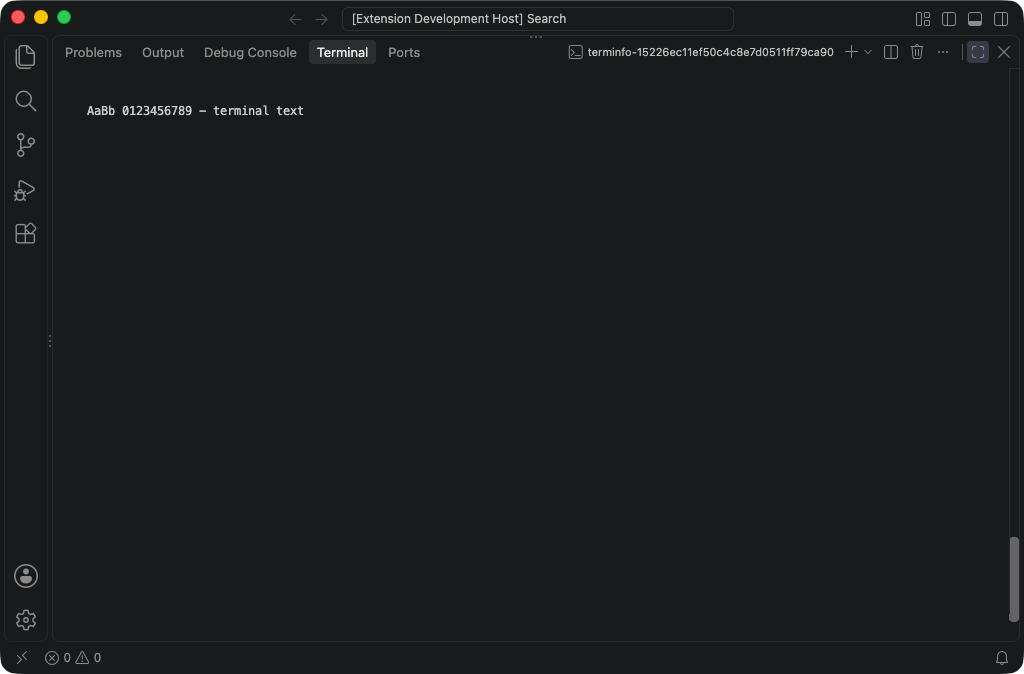 [Extension Development Host] Search
Problems Output Debug Console Terminal Ports terminfo-15226ec11ef50c4c8e7d0511ff79ca90
AaBb 0123456789 – terminal text
0 0